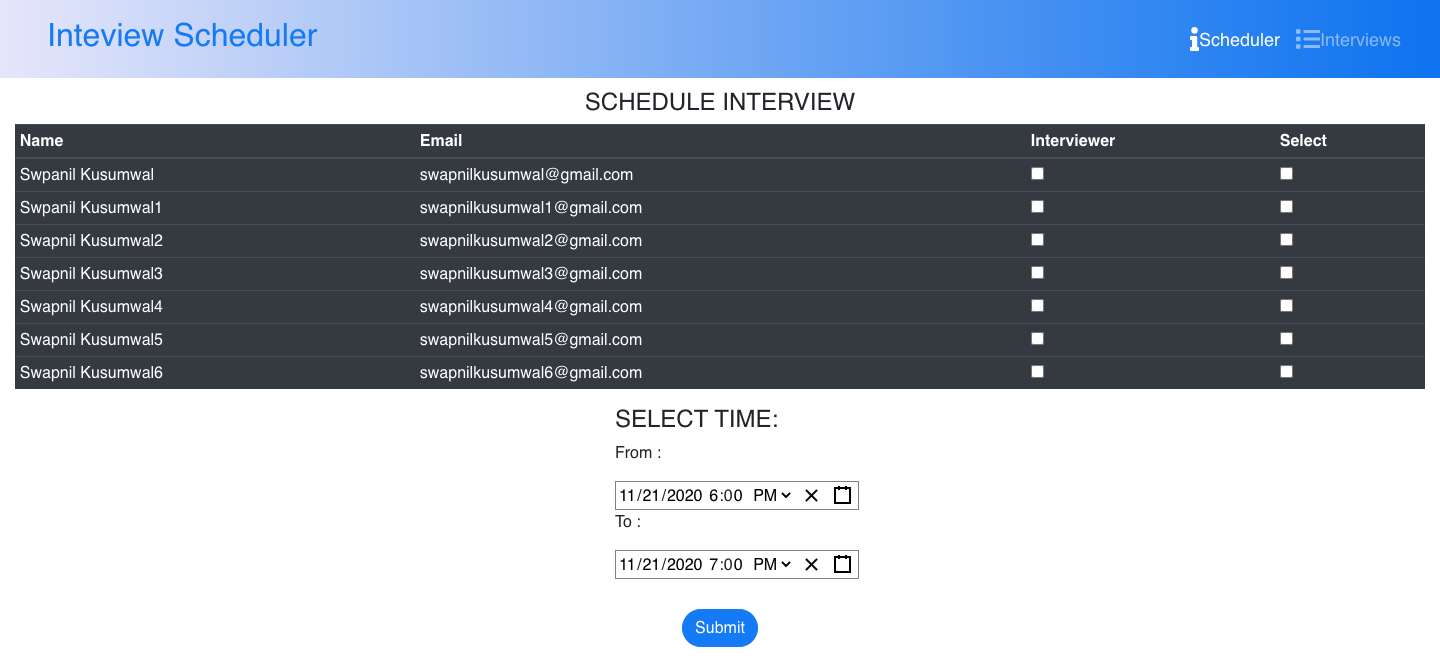 Inteview Scheduler
Scheduler Interviews
SCHEDULE INTERVIEW
Name Email Interviewer Select
Swpanil Kusumwal swapnilkusumwal@gmail.com
Swpanil Kusumwal1 swapnilkusumwal1@gmail.com
Swapnil Kusumwal2 swapnilkusumwal2@gmail.com
Swapnil Kusumwal3 swapnilkusumwal3@gmail.com
Swapnil Kusumwal4 swapnilkusumwal4@gmail.com
Swapnil Kusumwal5 swapnilkusumwal5@gmail.com
Swapnil Kusumwal6 swapnilkusumwal6@gmail.com
SELECT TIME:
From :
11/21/2020 6:00 PM
To :
11/21/2020 7:00 PM
Submit